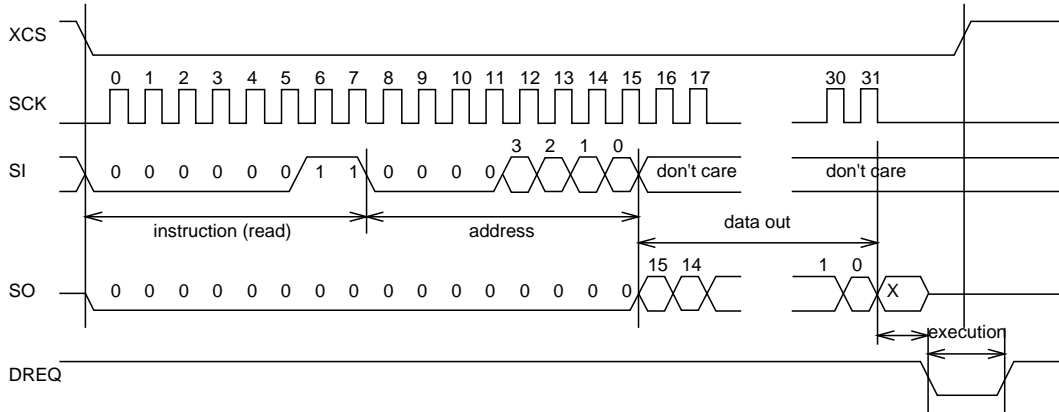 XCS
0 1 2 3 4 5 6 7 8 9 10 11 12 13 14 15 16 17 30 31
SCK
3 2 1 0
SI 0 0 0 0 0 0 1 1 0 0 0 0 don't care don't care
instruction (read) address data out
15 14 1 0
SO 0 0 0 0 0 0 0 0 0 0 0 0 0 0 0 0 X
execution
DREQ